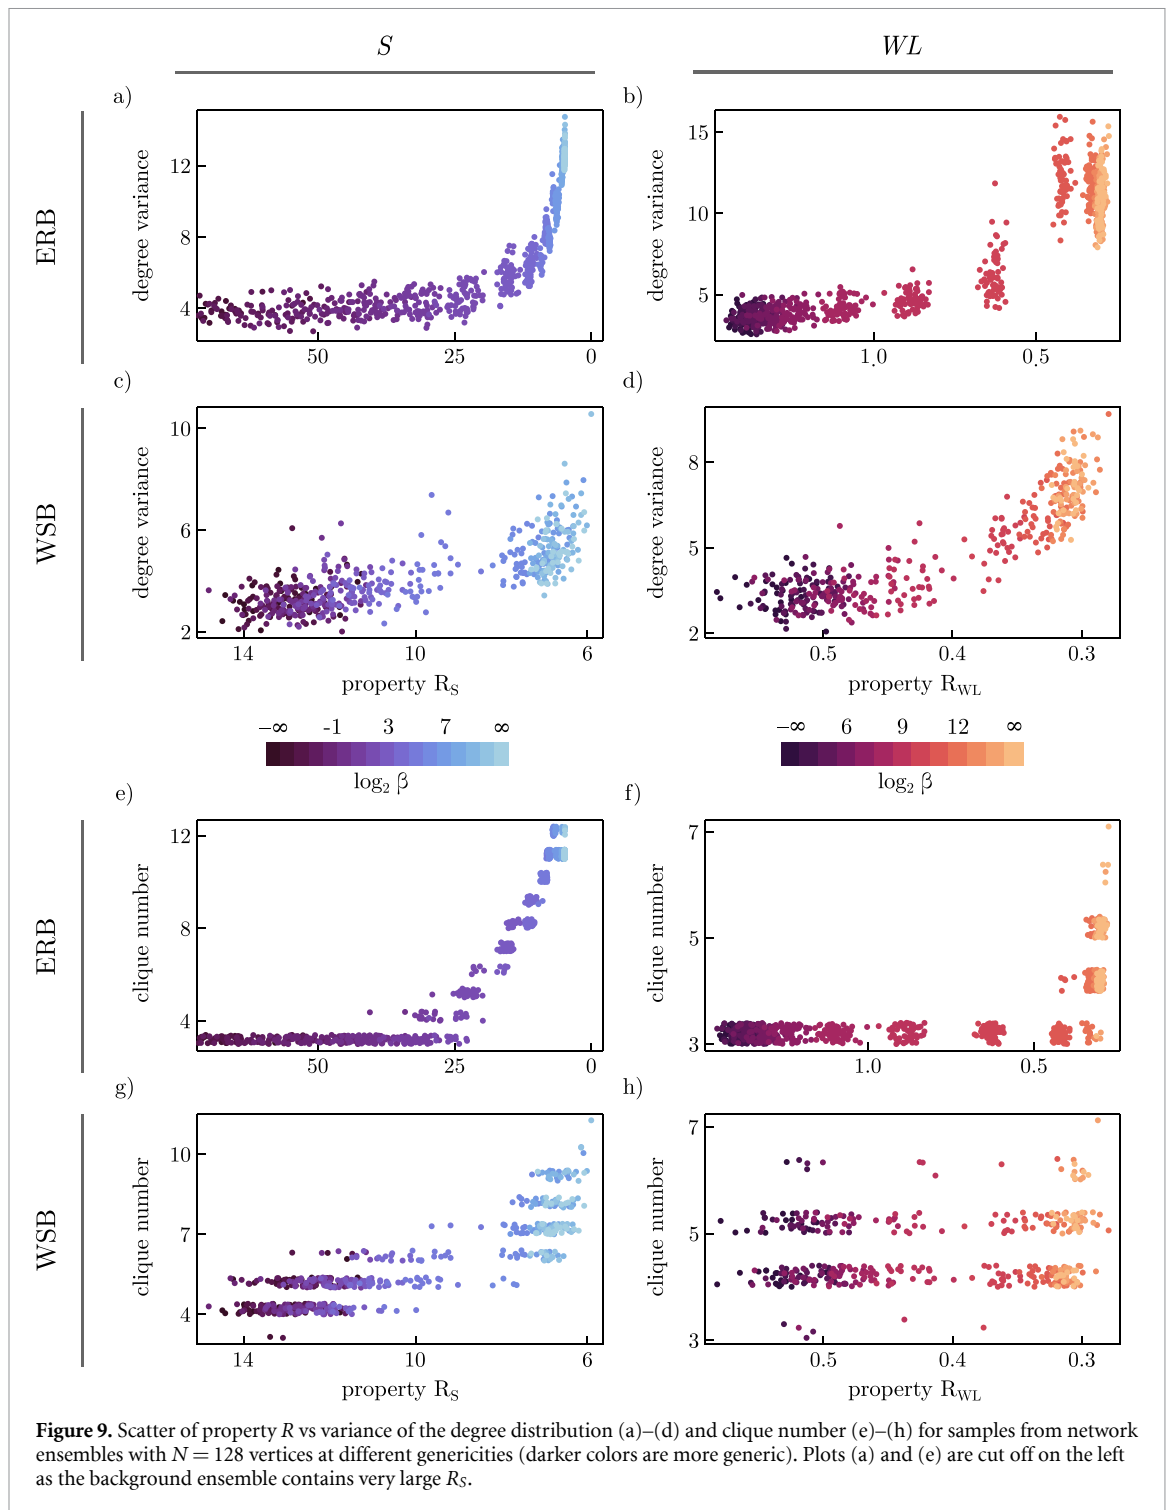 S
WL
a)
b)
ERB
degree variance
12
8
4
50
25
0
degree variance
15
10
5
1.0
0.5
c)
d)
WSB
degree variance
10
6
2
14
10
6
property R_S
degree variance
8
5
2
0.5
0.4
0.3
property R_WL
−∞ -1 3 7 ∞
log₂ β
−∞ 6 9 12 ∞
log₂ β
e)
f)
ERB
clique number
12
8
4
50
25
0
clique number
7
5
3
1.0
0.5
g)
h)
WSB
clique number
10
7
4
14
10
6
property R_S
clique number
7
5
3
0.5
0.4
0.3
property R_WL
Figure 9. Scatter of property R vs variance of the degree distribution (a)–(d) and clique number (e)–(h) for samples from network
ensembles with N = 128 vertices at different genericities (darker colors are more generic). Plots (a) and (e) are cut off on the left
as the background ensemble contains very large R_S.